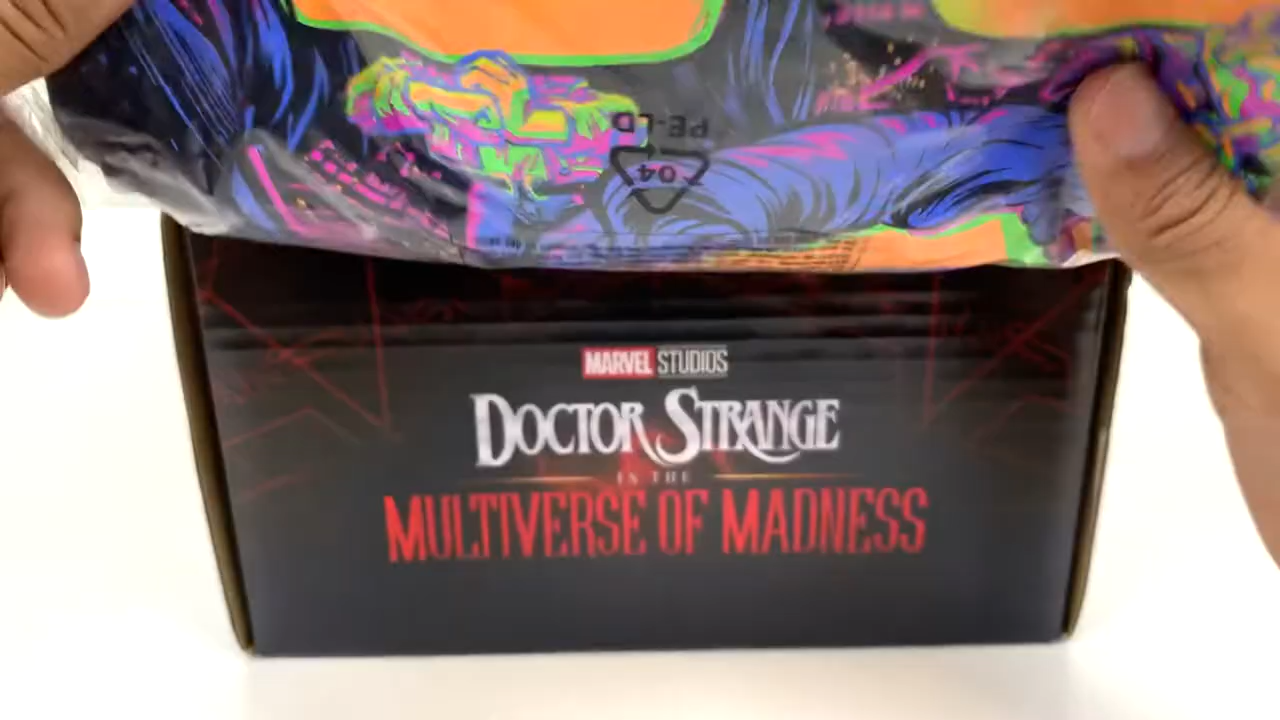 PE-LD
04
MARVEL STUDIOS
DOCTOR STRANGE
IN THE
MULTIVERSE OF MADNESS